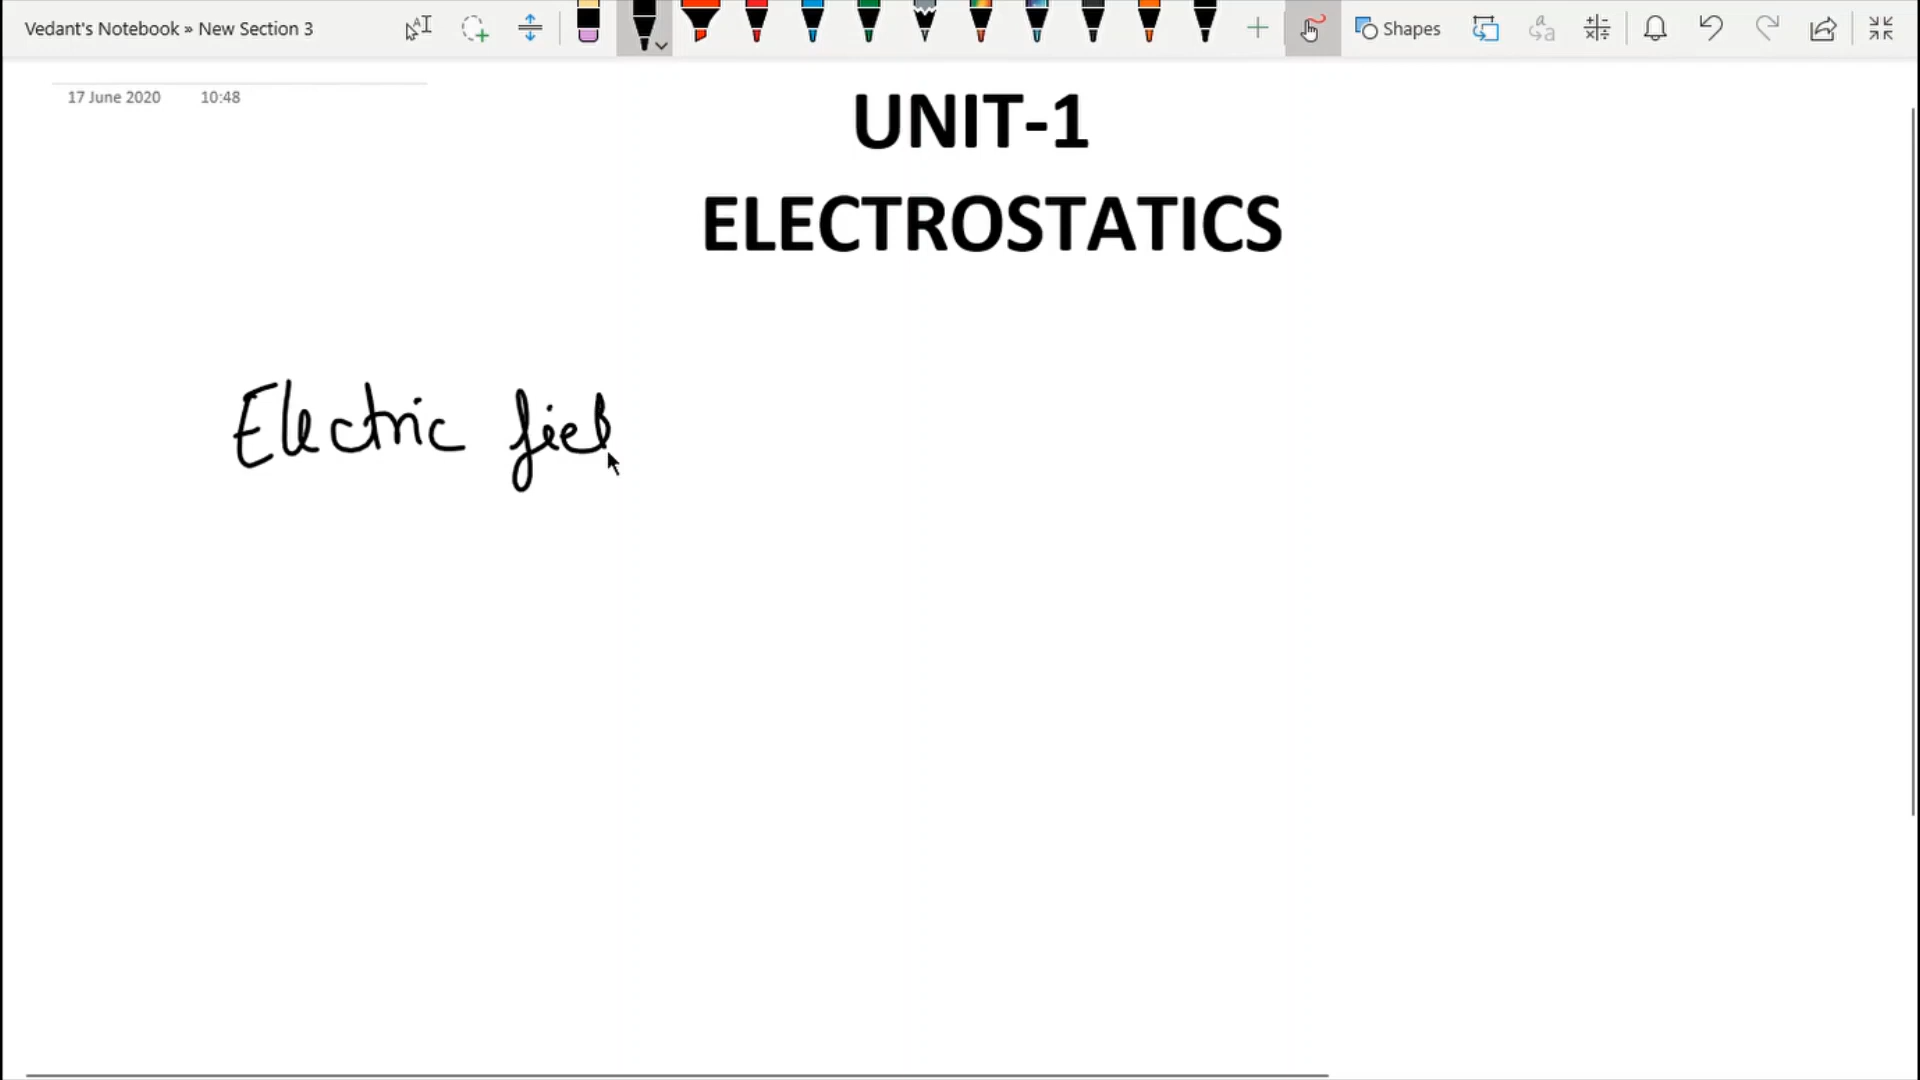 Vedant's Notebook » New Section 3
Shapes
17 June 2020 10:48
UNIT-1
ELECTROSTATICS
Electric fiel